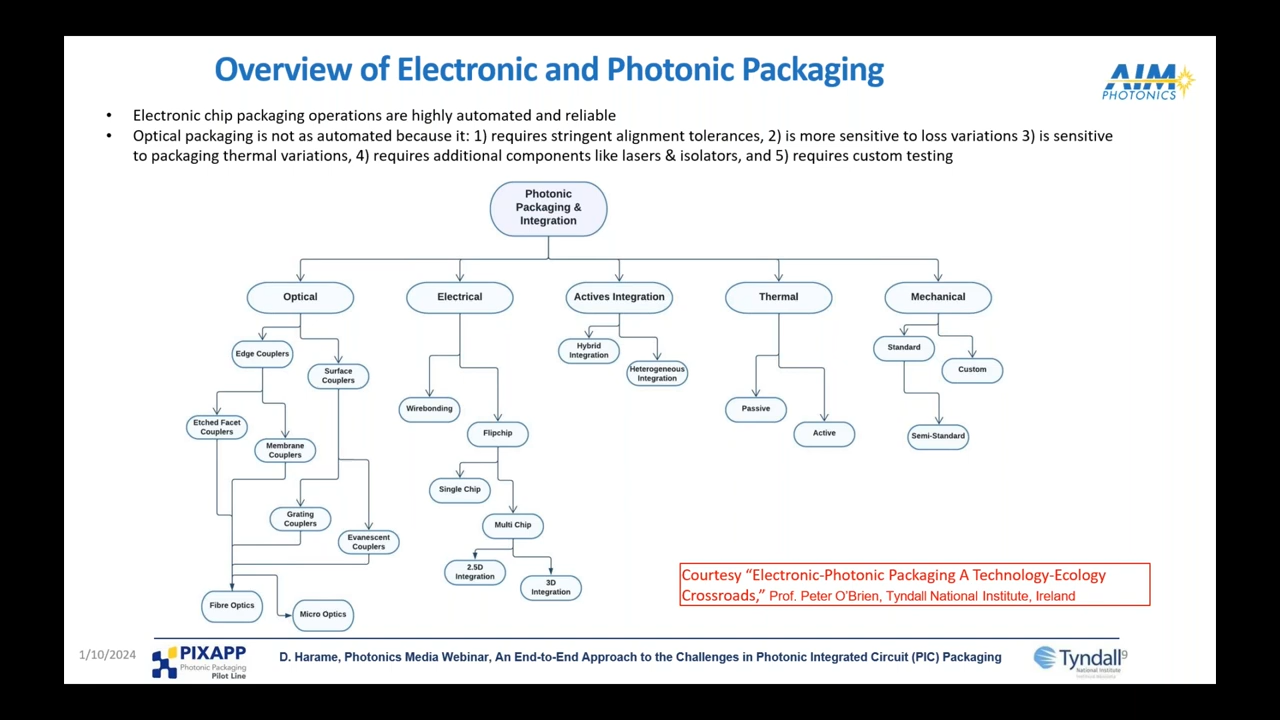 Overview of Electronic and Photonic Packaging
AIM
PHOTONICS
• Electronic chip packaging operations are highly automated and reliable
• Optical packaging is not as automated because it: 1) requires stringent alignment tolerances, 2) is more sensitive to loss variations 3) is sensitive
to packaging thermal variations, 4) requires additional components like lasers & isolators, and 5) requires custom testing
Photonic
Packaging &
Integration
Optical
Electrical
Actives Integration
Thermal
Mechanical
Edge Couplers
Surface
Couplers
Hybrid
Integration
Heterogeneous
Integration
Standard
Custom
Etched Facet
Couplers
Membrane
Couplers
Wirebonding
Flipchip
Passive
Active
Semi-Standard
Single Chip
Grating
Couplers
Multi Chip
Evanescent
Couplers
2.5D
Integration
3D
Integration
Fibre Optics
Micro Optics
Courtesy “Electronic-Photonic Packaging A Technology-Ecology
Crossroads,” Prof. Peter O’Brien, Tyndall National Institute, Ireland
1/10/2024
PIXAPP
Photonic Packaging
Pilot Line
D. Harame, Photonics Media Webinar, An End-to-End Approach to the Challenges in Photonic Integrated Circuit (PIC) Packaging
9
Tyndall
National Institute